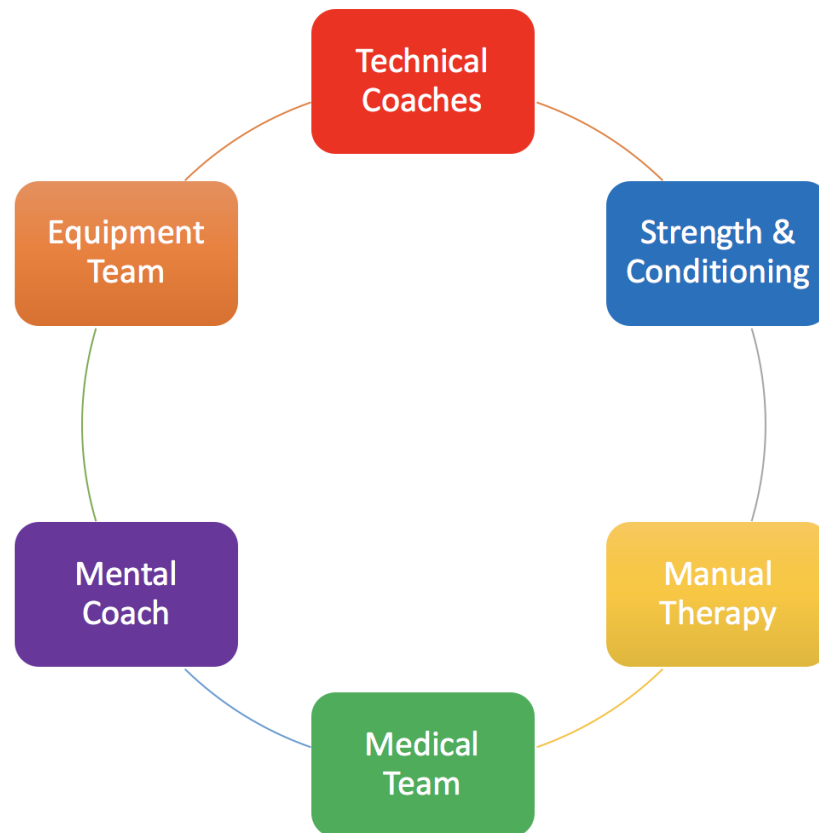 Technical
Coaches
Strength &
Conditioning
Manual
Therapy
Medical
Team
Mental
Coach
Equipment
Team